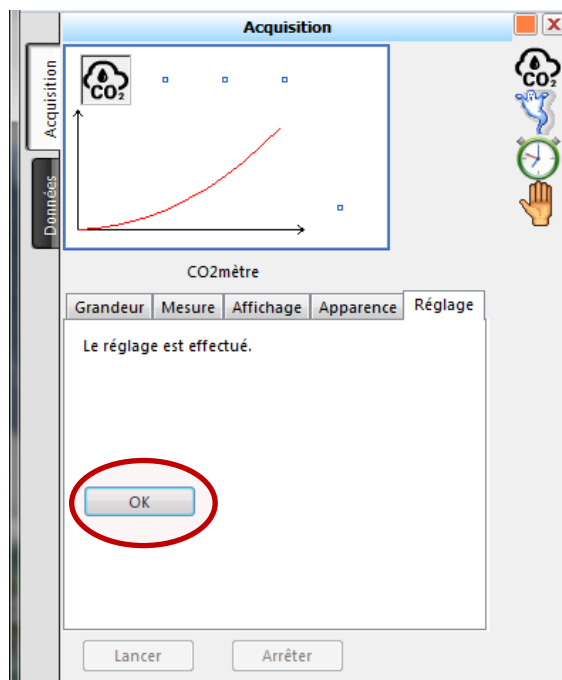 Acquisition
Acquisition
Données
CO2
CO2
CO2mètre
Grandeur Mesure Affichage Apparence Réglage
Le réglage est effectué.
OK
Lancer Arrêter